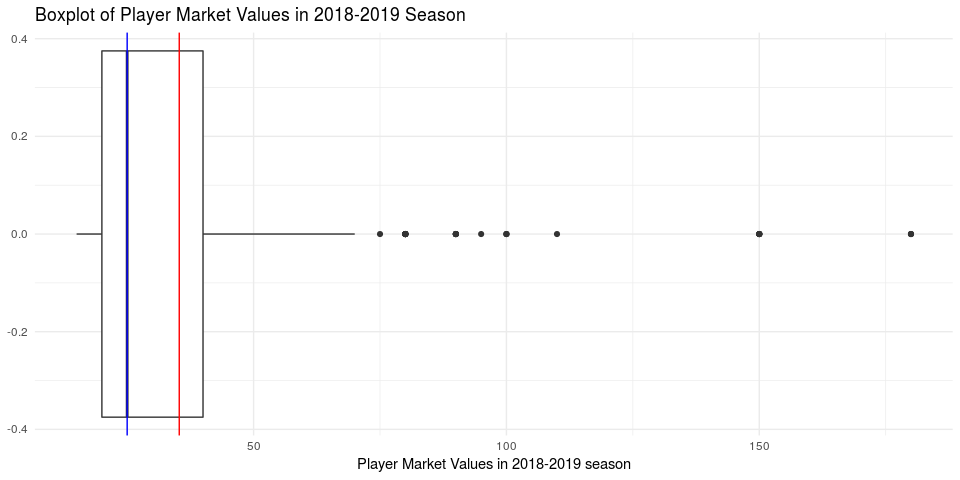 Boxplot of Player Market Values in 2018-2019 Season
0.4
0.2
0.0
-0.2
-0.4
50 100 150
Player Market Values in 2018-2019 season